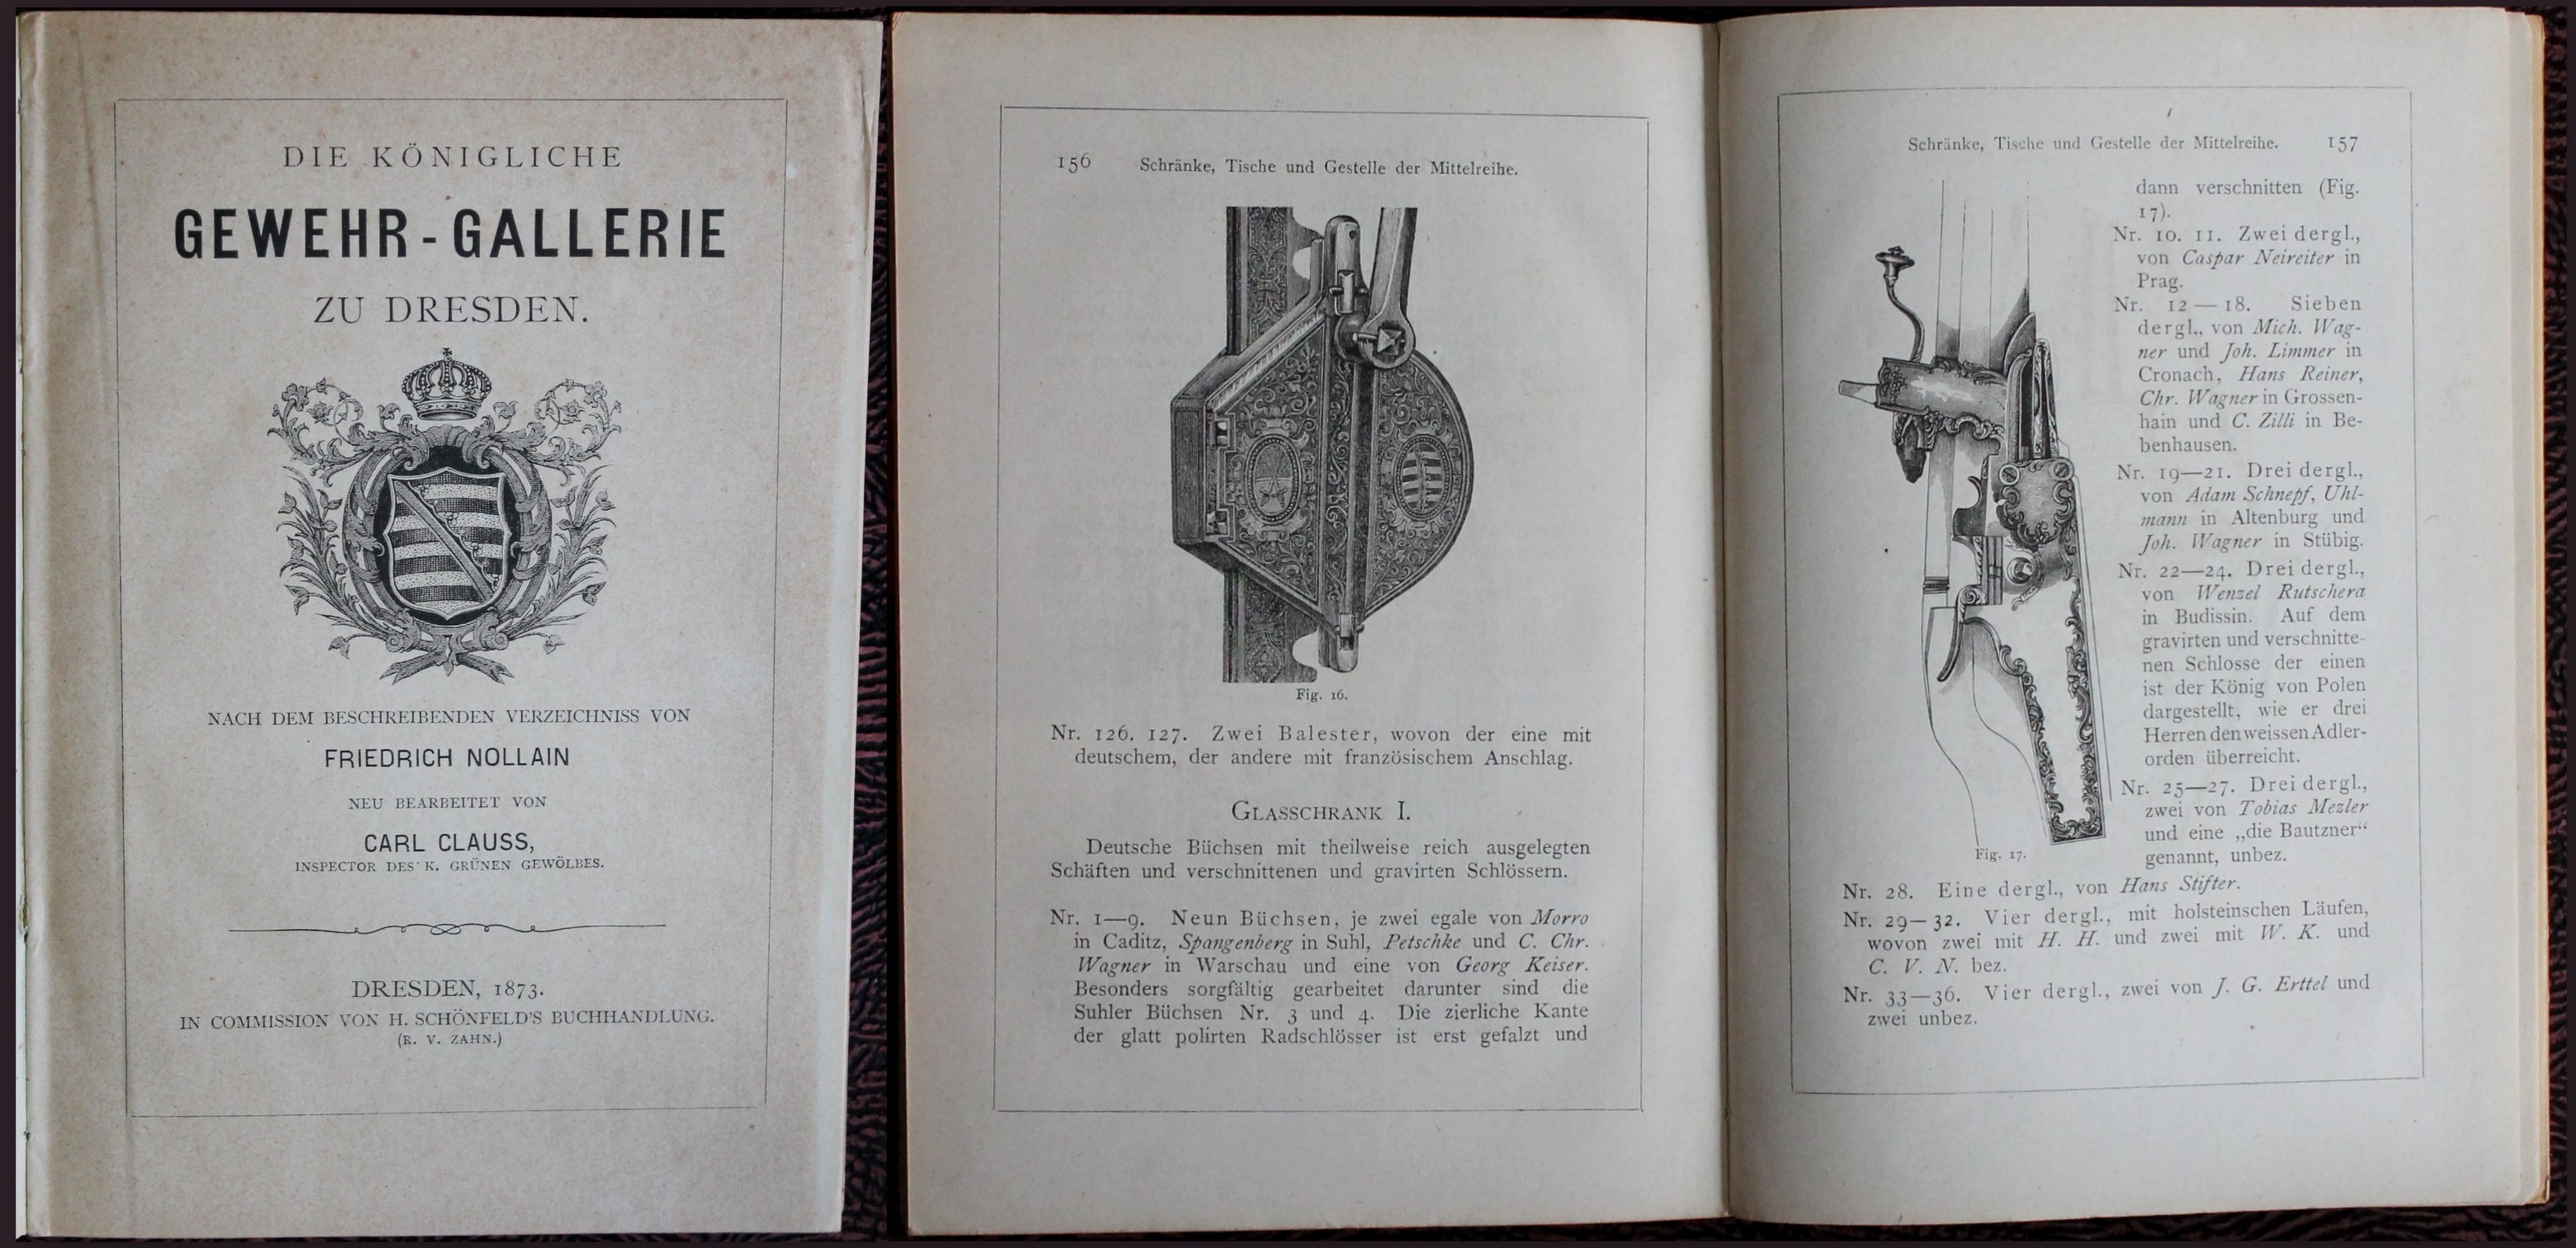 DIE KÖNIGLICHE
GEWEHR-GALLERIE
ZU DRESDEN.
NACH DEM BESCHREIBENDEN VERZEICHNISS VON
FRIEDRICH NOLLAIN
NEU BEARBEITET VON
CARL CLAUSS,
INSPECTOR DES K. GRÜNEN GEWÖLBES.
DRESDEN, 1873.
IN COMMISSION VON H. SCHÖNFELD'S BUCHHANDLUNG.
(R. V. ZAHN.)
156 Schränke, Tische und Gestelle der Mittelreihe.
Fig. 16.
Nr. 126. 127. Zwei Balester, wovon der eine mit
deutschem, der andere mit französischem Anschlag.
GLASSCHRANK I.
Deutsche Büchsen mit theilweise reich ausgelegten
Schäften und verschnittenen und gravirten Schlössern.
Nr. 1—9. Neun Büchsen, je zwei egale von Morro
in Caditz, Spangenberg in Suhl, Petschke und C. Chr.
Wagner in Warschau und eine von Georg Keiser.
Besonders sorgfältig gearbeitet darunter sind die
Suhler Büchsen Nr. 3 und 4. Die zierliche Kante
der glatt polirten Radschlösser ist erst gefalzt und
Schränke, Tische und Gestelle der Mittelreihe. 157
dann verschnitten (Fig.
17).
Nr. 10. 11. Zwei dergl.,
von Caspar Neireiter in
Prag.
Nr. 12—18. Sieben
dergl., von Mich. Wag-
ner und Joh. Limmer in
Cronach, Hans Reiner,
Chr. Wagner in Grossen-
hain und C. Zilli in Be-
benhausen.
Nr. 19—21. Drei dergl.,
von Adam Schnepf, Uhl-
mann in Altenburg und
Joh. Wagner in Stübig.
Nr. 22—24. Drei dergl.,
von Wenzel Rutschera
in Budissin. Auf dem
gravirten und verschnitte-
nen Schlosse der einen
ist der König von Polen
dargestellt, wie er drei
Herren den weissen Adler-
orden überreicht.
Nr. 25—27. Drei dergl.,
zwei von Tobias Mezler
und eine „die Bautzner“
genannt, unbez.
Fig. 17.
Nr. 28. Eine dergl., von Hans Stifter.
Nr. 29—32. Vier dergl., mit holsteinschen Läufen,
wovon zwei mit H. H. und zwei mit W. K. und
C. V. N. bez.
Nr. 33—36. Vier dergl., zwei von J. G. Erttel und
zwei unbez.